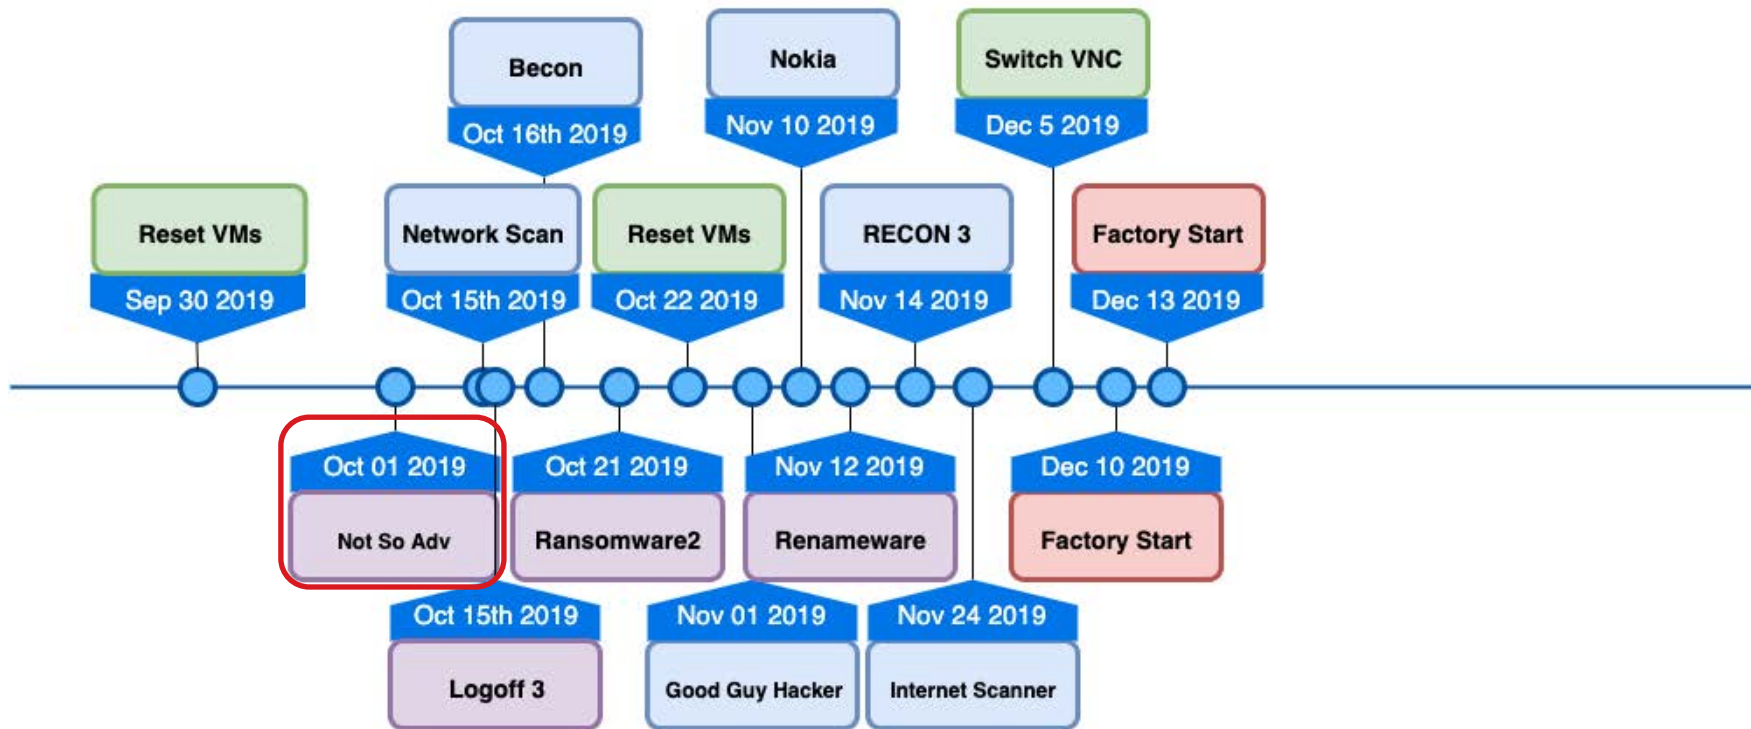 Becon
Oct 16th 2019
Nokia
Nov 10 2019
Switch VNC
Dec 5 2019
Reset VMs
Sep 30 2019
Network Scan
Oct 15th 2019
Reset VMs
Oct 22 2019
RECON 3
Nov 14 2019
Factory Start
Dec 13 2019
Oct 01 2019
Not So Adv
Oct 21 2019
Ransomware2
Nov 12 2019
Renameware
Dec 10 2019
Factory Start
Oct 15th 2019
Logoff 3
Nov 01 2019
Good Guy Hacker
Nov 24 2019
Internet Scanner